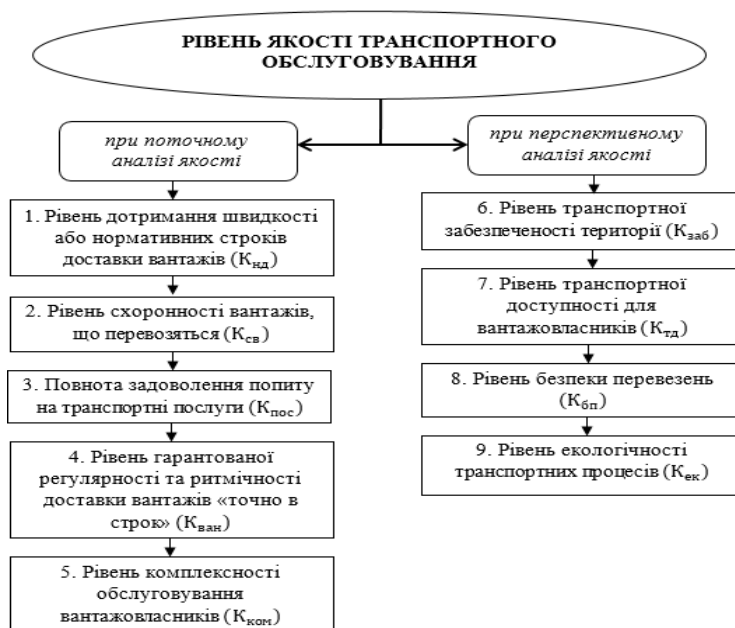 РІВЕНЬ ЯКОСТІ ТРАНСПОРТНОГО
ОБСЛУГОВУВАННЯ
при поточному
аналізі якості
при перспективному
аналізі якості
1. Рівень дотримання швидкості
або нормативних строків
доставки вантажів (Кнд)
2. Рівень схоронності вантажів,
що перевозяться (Ксв)
3. Повнота задоволення попиту
на транспортні послуги (Кпос)
4. Рівень гарантованої
регулярності та ритмічності
доставки вантажів «точно в
строк» (Кван)
5. Рівень комплексності
обслуговування
вантажовласників (Кком)
6. Рівень транспортної
забезпеченості території (Кзаб)
7. Рівень транспортної
доступності для
вантажовласників (Ктд)
8. Рівень безпеки перевезень
(Кбп)
9. Рівень екологічності
транспортних процесів (Кек)